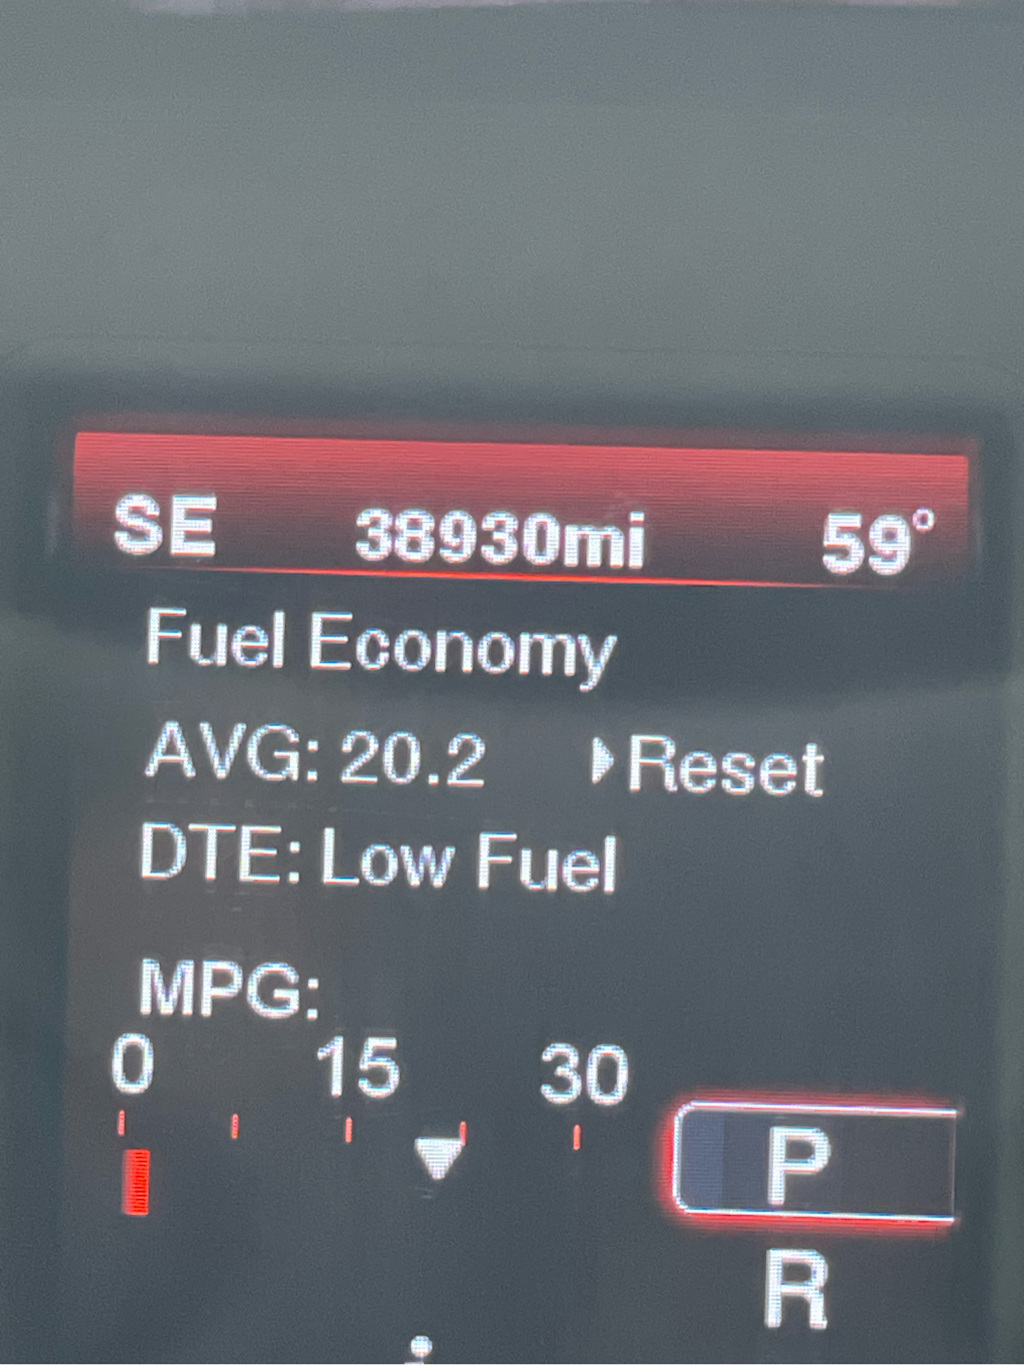 SE 38930mi 59°
Fuel Economy
AVG: 20.2 Reset
DTE: Low Fuel
MPG:
0 15 30
P
R